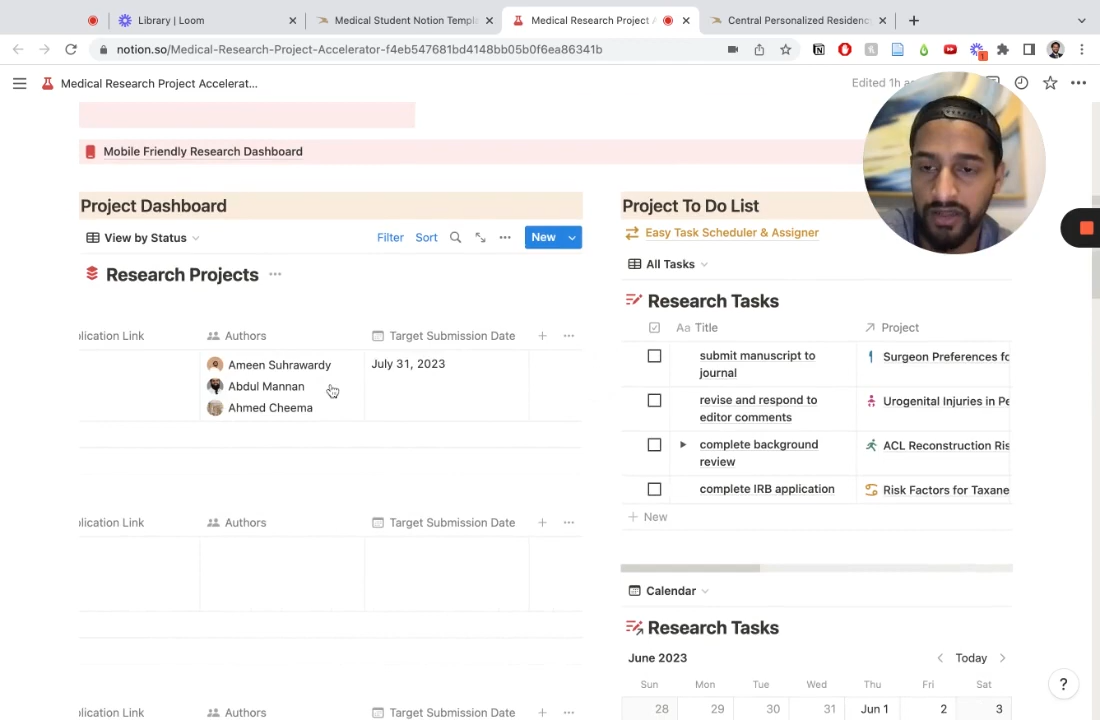 Library | Loom
Medical Student Notion Templ
Medical Research Project A
Central Personalized Residenc
notion.so/Medical-Research-Project-Accelerator-f4eb547681bd4148bb05b0f6ea86341b
1
Medical Research Project Accelerat...
Edited 1h
Mobile Friendly Research Dashboard
Project Dashboard
View by Status
Filter
Sort
New
Research Projects
plication Link
Authors
Target Submission Date
Ameen Suhrawardy
July 31, 2023
Abdul Mannan
Ahmed Cheema
plication Link
Authors
Target Submission Date
plication Link
Authors
Target Submission Date
Project To Do List
Easy Task Scheduler & Assigner
All Tasks
Research Tasks
Aa Title
Project
submit manuscript to
journal
Surgeon Preferences fo
revise and respond to
editor comments
Urogenital Injuries in Pe
complete background
review
ACL Reconstruction Ris
complete IRB application
Risk Factors for Taxane
New
Calendar
Research Tasks
June 2023
Today
Sun Mon Tue Wed Thu Fri Sat
28 29 30 31 Jun 1 2 3
?